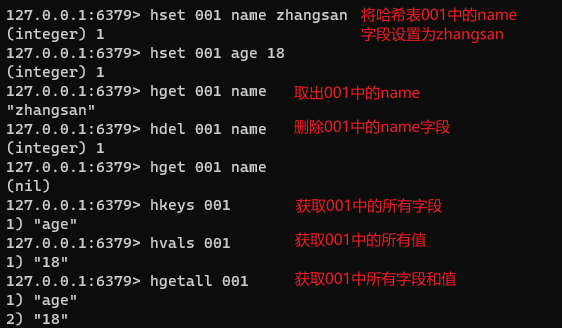 127.0.0.1:6379> hset 001 name zhangsan 将哈希表001中的name
(integer) 1 字段设置为zhangsan
127.0.0.1:6379> hset 001 age 18
(integer) 1
127.0.0.1:6379> hget 001 name 取出001中的name
"zhangsan"
127.0.0.1:6379> hdel 001 name 删除001中的name字段
(integer) 1
127.0.0.1:6379> hget 001 name
(nil)
127.0.0.1:6379> hkeys 001 获取001中的所有字段
1) "age"
127.0.0.1:6379> hvals 001 获取001中的所有值
1) "18"
127.0.0.1:6379> hgetall 001 获取001中所有字段和值
1) "age"
2) "18"